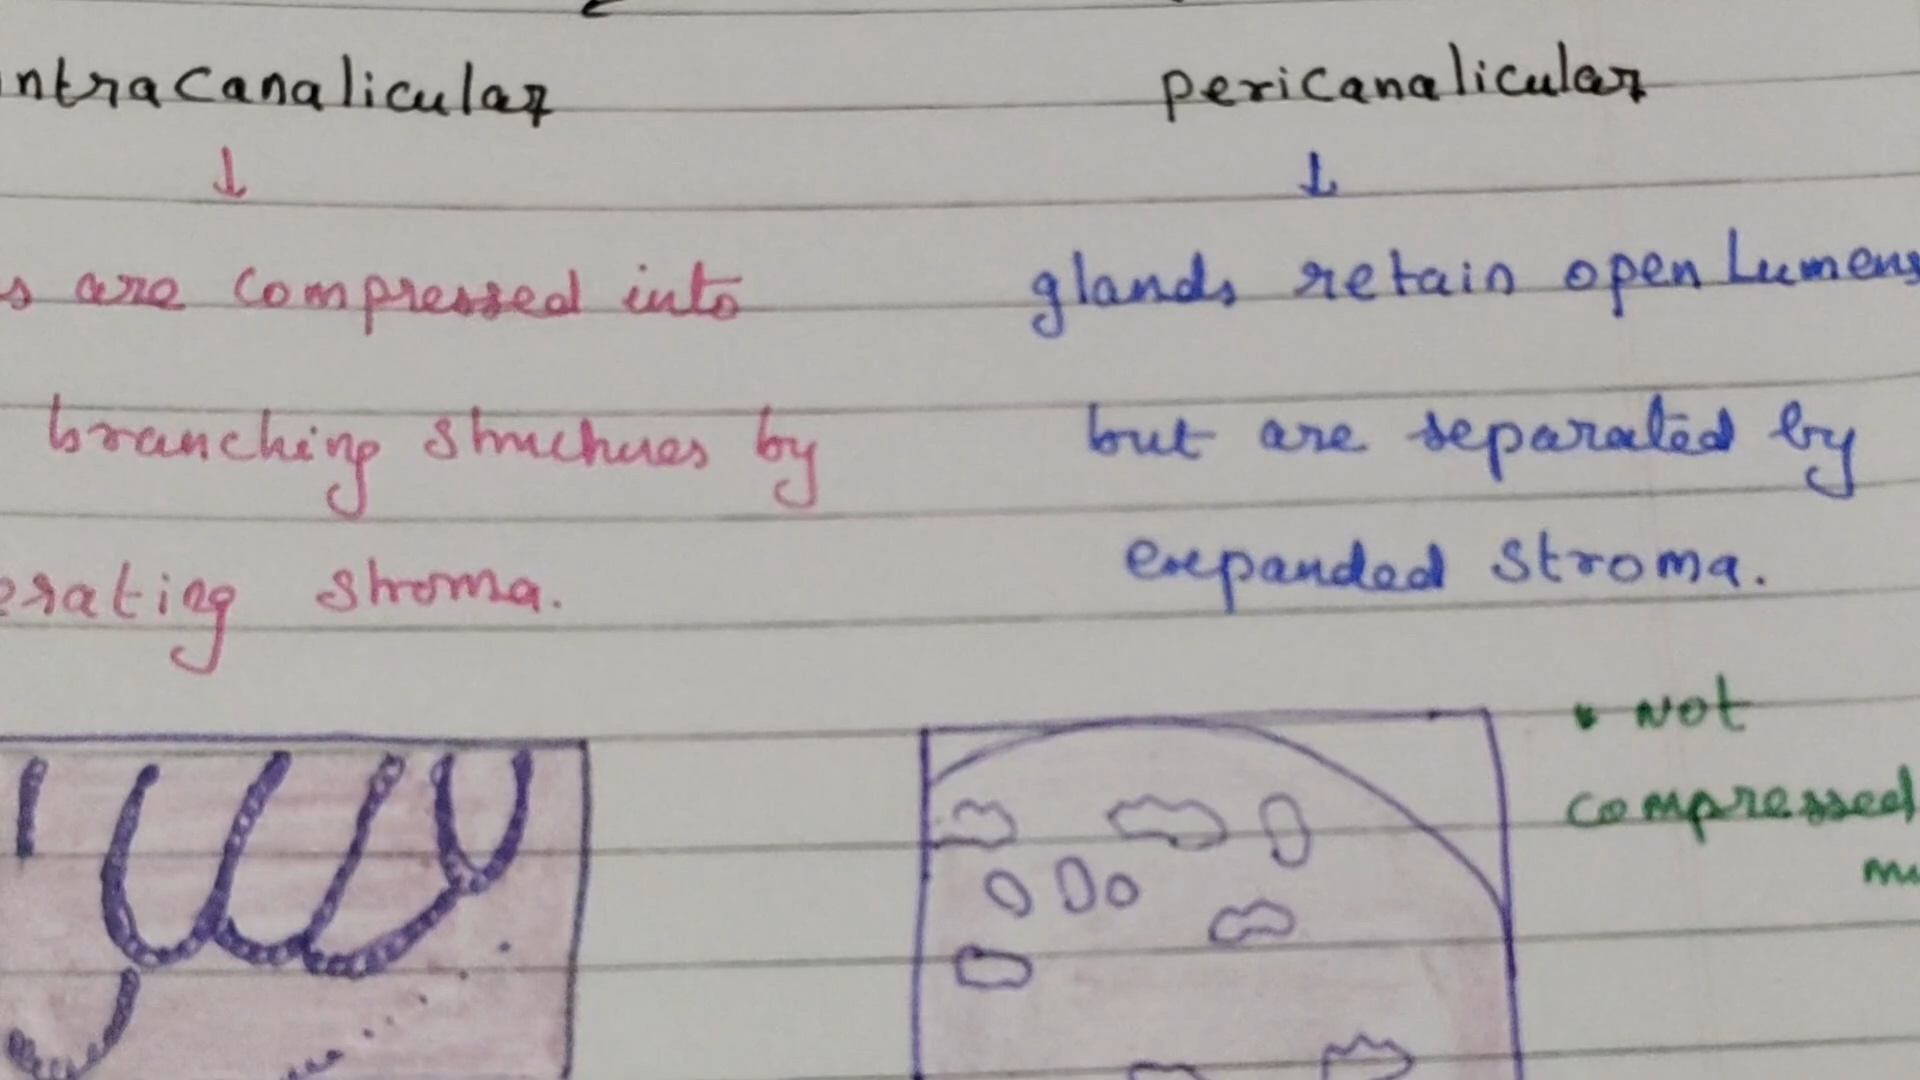 ntracanalicular
pericanalicular
s are compressed into
glands retain open Lumens
branching structures by
but are separated by
erating stroma.
expanded stroma.
• Not
compressed